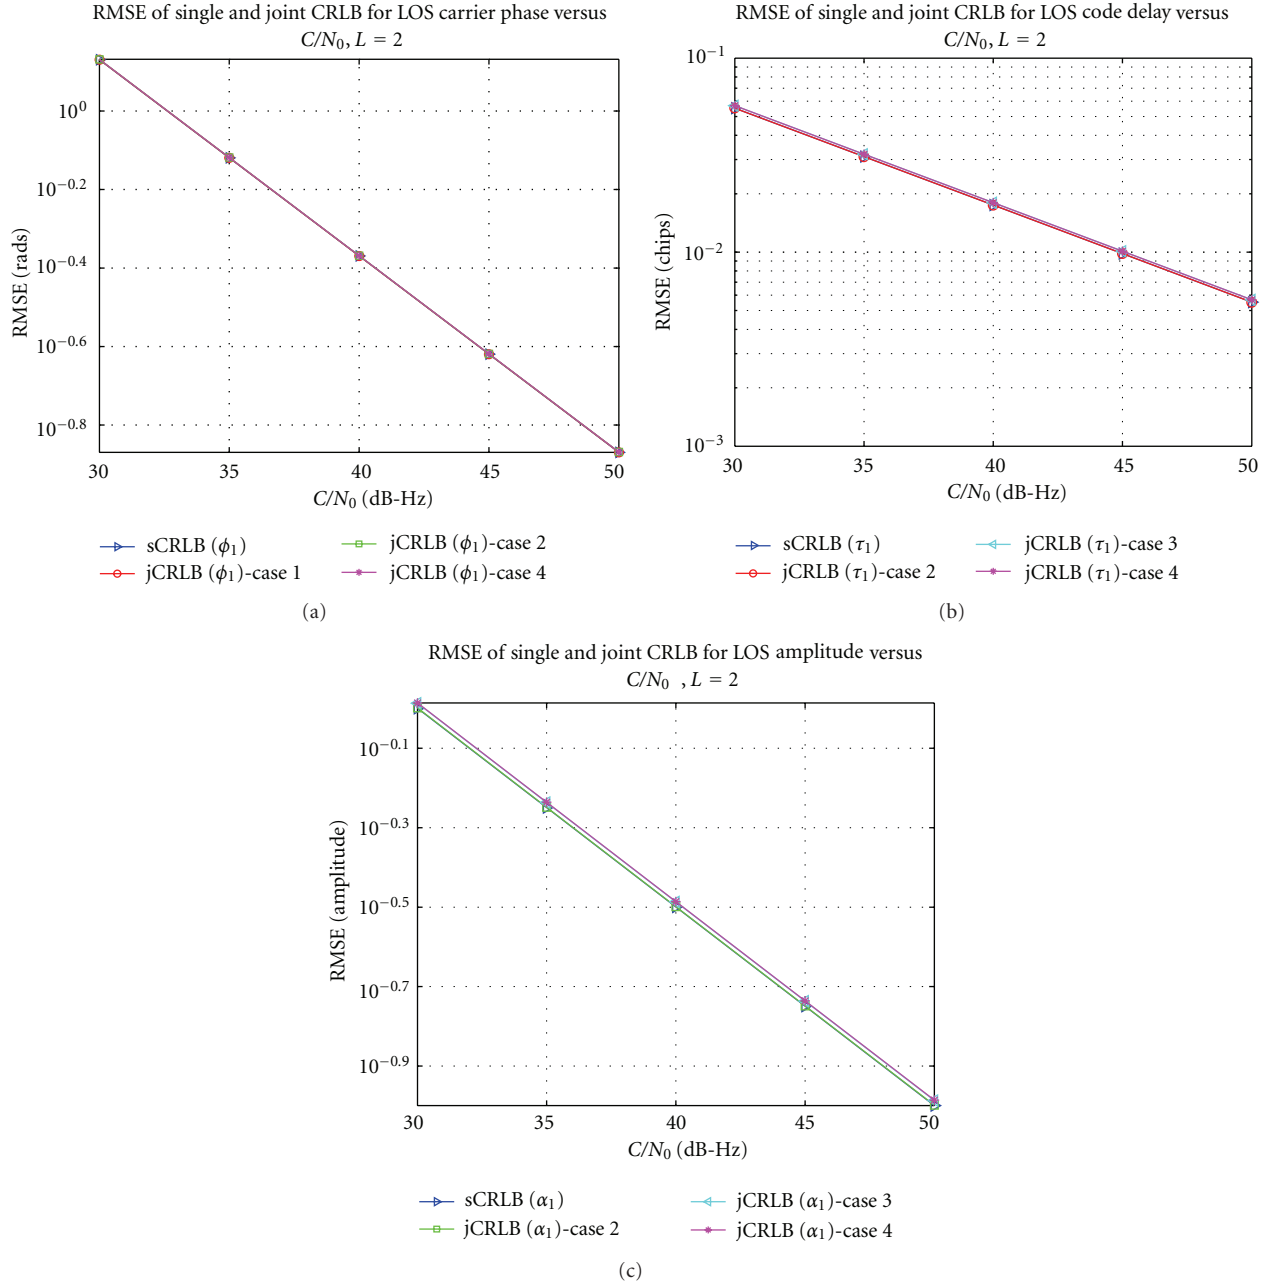 RMSE of single and joint CRLB for LOS carrier phase versus
C/N₀, L = 2
10⁰
10⁻⁰·²
10⁻⁰·⁴
10⁻⁰·⁶
10⁻⁰·⁸
RMSE (rads)
30 35 40 45 50
C/N₀ (dB-Hz)
sCRLB (ϕ₁)
jCRLB (ϕ₁)-case 1
jCRLB (ϕ₁)-case 2
jCRLB (ϕ₁)-case 4
(a)
RMSE of single and joint CRLB for LOS code delay versus
C/N₀, L = 2
10⁻¹
10⁻²
10⁻³
RMSE (chips)
30 35 40 45 50
C/N₀ (dB-Hz)
sCRLB (τ₁)
jCRLB (τ₁)-case 2
jCRLB (τ₁)-case 3
jCRLB (τ₁)-case 4
(b)
RMSE of single and joint CRLB for LOS amplitude versus
C/N₀ , L = 2
10⁻⁰·¹
10⁻⁰·³
10⁻⁰·⁵
10⁻⁰·⁷
10⁻⁰·⁹
RMSE (amplitude)
30 35 40 45 50
C/N₀ (dB-Hz)
sCRLB (α₁)
jCRLB (α₁)-case 2
jCRLB (α₁)-case 3
jCRLB (α₁)-case 4
(c)